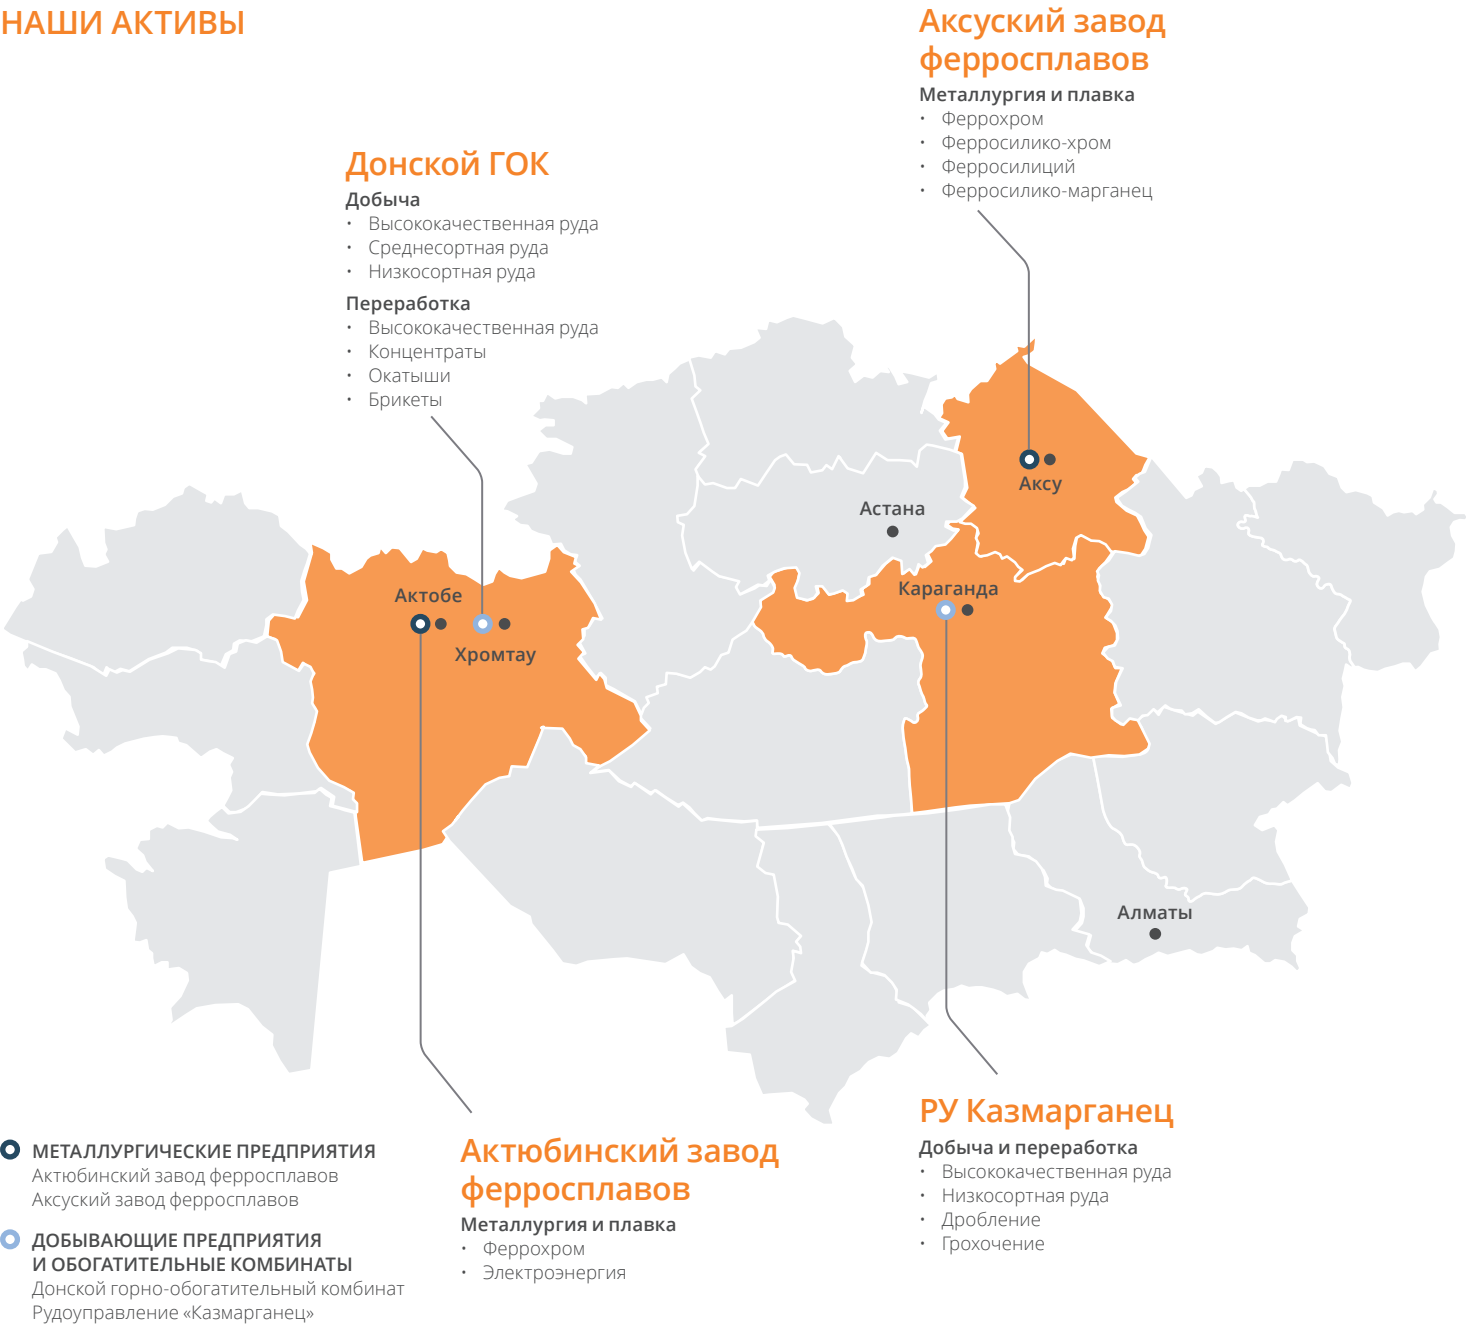 НАШИ АКТИВЫ
Аксуский завод
ферросплавов
Металлургия и плавка
• Феррохром
• Ферросилико-хром
• Ферросилиций
• Ферросилико-марганец
Донской ГОК
Добыча
• Высококачественная руда
• Среднесортная руда
• Низкосортная руда
Переработка
• Высококачественная руда
• Концентраты
• Окатыши
• Брикеты
Аксу
Астана
Караганда
Актобе
Хромтау
Алматы
РУ Казмарганец
Добыча и переработка
• Высококачественная руда
• Низкосортная руда
• Дробление
• Грохочение
Актюбинский завод
ферросплавов
Металлургия и плавка
• Феррохром
• Электроэнергия
МЕТАЛЛУРГИЧЕСКИЕ ПРЕДПРИЯТИЯ
Актюбинский завод ферросплавов
Аксуский завод ферросплавов
ДОБЫВАЮЩИЕ ПРЕДПРИЯТИЯ
И ОБОГАТИТЕЛЬНЫЕ КОМБИНАТЫ
Донской горно-обогатительный комбинат
Рудоуправление «Казмарганец»